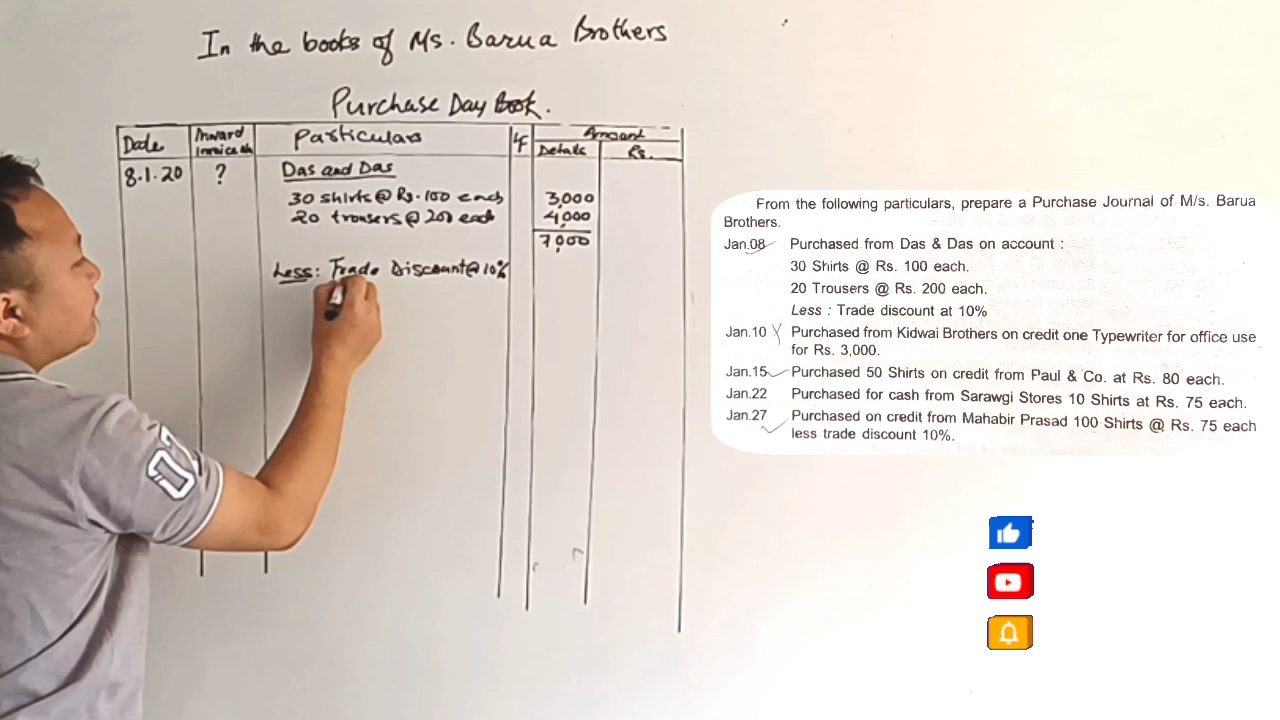 In the books of Ms. Barua Brothers
Purchase Day Book.
Date
Inward
Particulars
LF
Amount
Details
Rs.
8.1.20
?
Das and Das
30 shirts @ Rs. 100 each
3,000
20 trousers @ 200 each
4,000
7,000
Less: Trade Discount @ 10%
02
From the following particulars, prepare a Purchase Journal of M/s. Barua
Brothers.
Jan.08 Purchased from Das & Das on account :
30 Shirts @ Rs. 100 each.
20 Trousers @ Rs. 200 each.
Less : Trade discount at 10%
Jan.10 Purchased from Kidwai Brothers on credit one Typewriter for office use
for Rs. 3,000.
Jan.15 Purchased 50 Shirts on credit from Paul & Co. at Rs. 80 each.
Jan.22 Purchased for cash from Sarawgi Stores 10 Shirts at Rs. 75 each.
Jan.27 Purchased on credit from Mahabir Prasad 100 Shirts @ Rs. 75 each
less trade discount 10%.